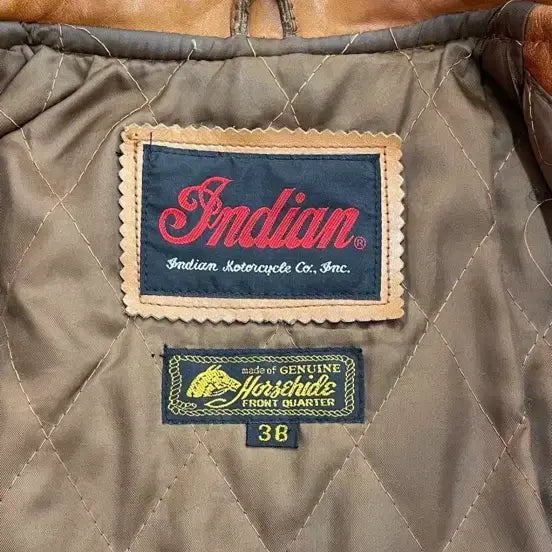 Indian®
Indian Motorcycle Co., Inc.
made of GENUINE
Horsehide
FRONT QUARTER
38